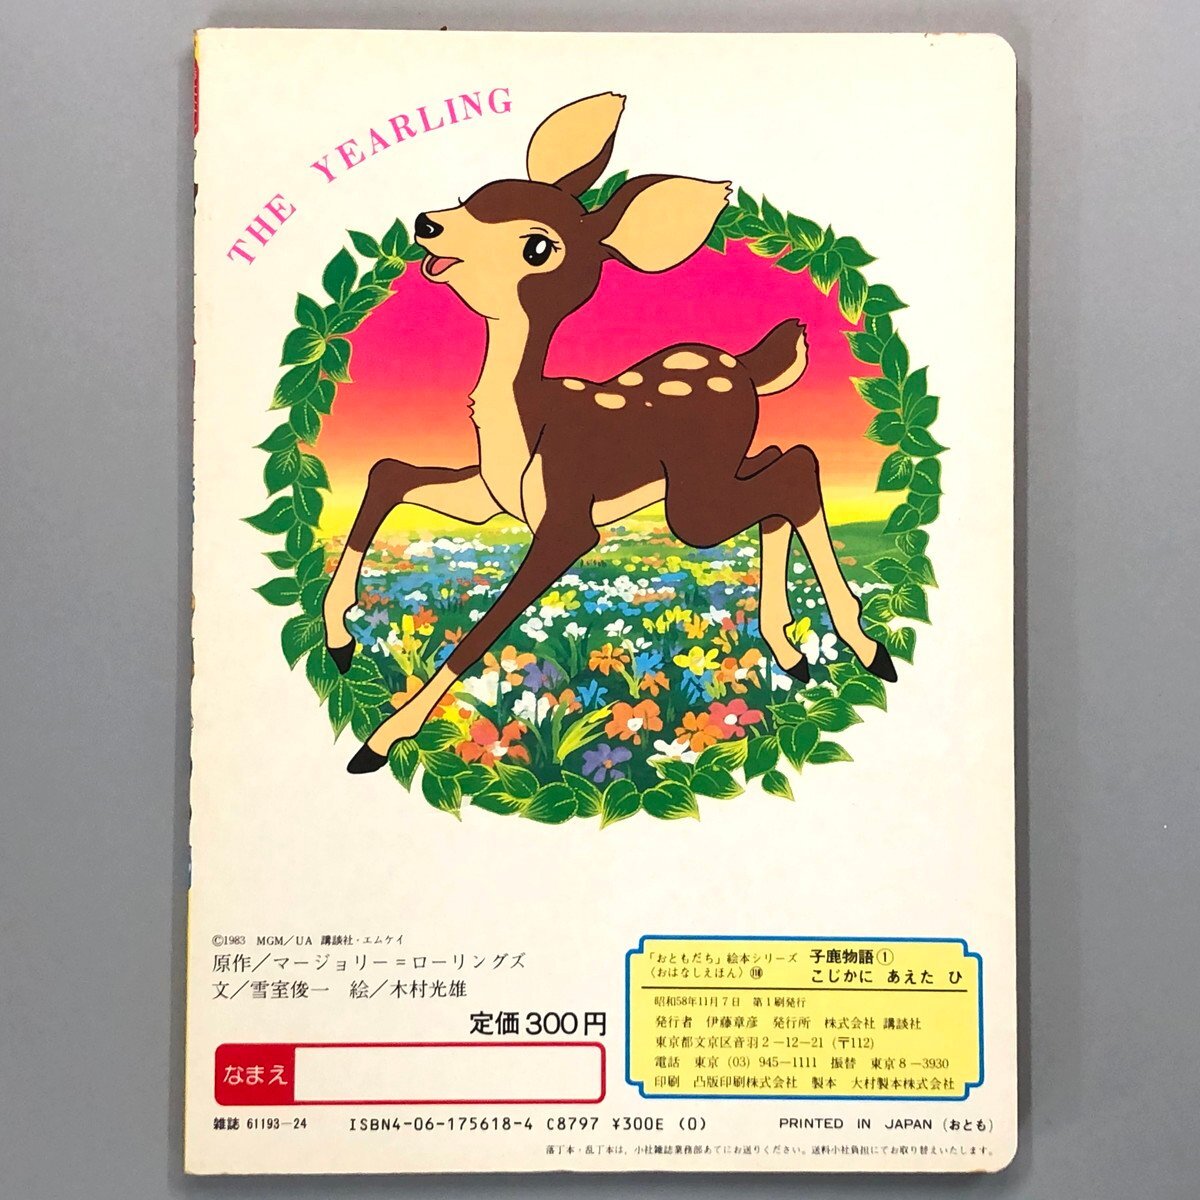 THE YEARLING
©1983 MGM/UA 講談社・エムケイ
原作/マージョリー=ローリングズ
文/雪室俊一 絵/木村光雄
定価300円
なまえ
「おともだち」絵本シリーズ
〈おはなしえほん〉
子鹿物語①
こじかに あえた ひ
昭和58年11月7日 第1刷発行
発行者 伊藤章彦 発行所 株式会社 講談社
東京都文京区音羽2-12-21(〒112)
電話 東京(03)945-1111 振替 東京8-3930
印刷 凸版印刷株式会社 製本 大村製本株式会社
雑誌 61193-24 ISBN4-06-175618-4 C8797 ¥300E (0) PRINTED IN JAPAN (おとも)
落丁本・乱丁本は、小社雑誌業務部あてにお送りください。送料小社負担にてお取り替えいたします。